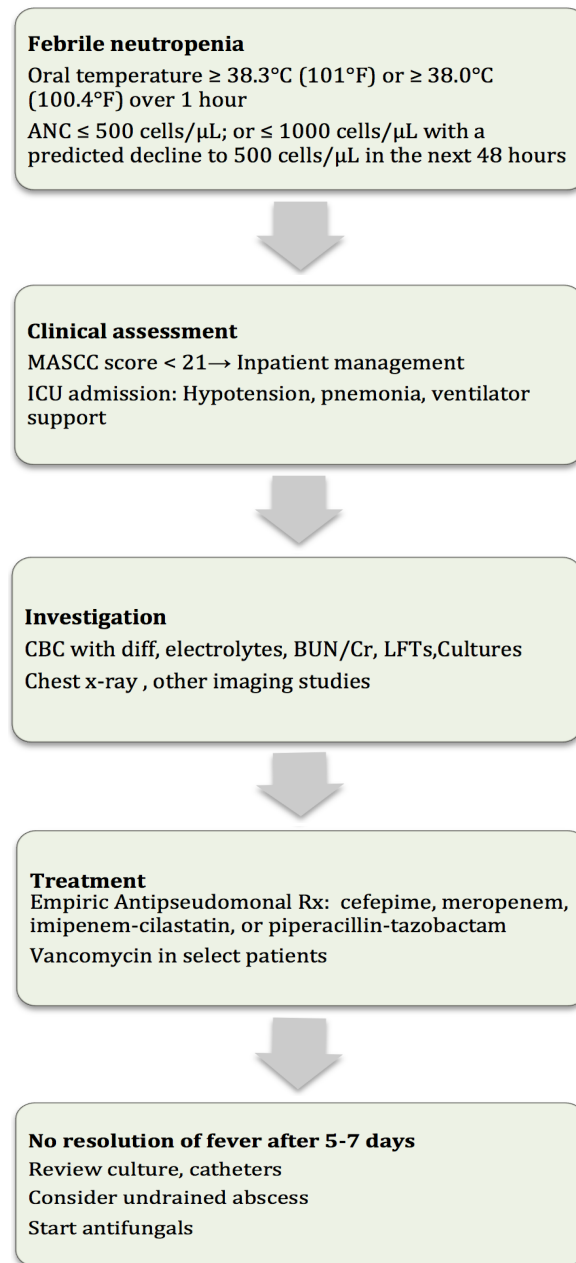 Febrile neutropenia
Oral temperature ≥ 38.3°C (101°F) or ≥ 38.0°C
(100.4°F) over 1 hour
ANC ≤ 500 cells/μL; or ≤ 1000 cells/μL with a
predicted decline to 500 cells/μL in the next 48 hours
Clinical assessment
MASCC score < 21→ Inpatient management
ICU admission: Hypotension, pnemonia, ventilator
support
Investigation
CBC with diff, electrolytes, BUN/Cr, LFTs,Cultures
Chest x-ray , other imaging studies
Treatment
Empiric Antipseudomonal Rx: cefepime, meropenem,
imipenem-cilastatin, or piperacillin-tazobactam
Vancomycin in select patients
No resolution of fever after 5-7 days
Review culture, catheters
Consider undrained abscess
Start antifungals